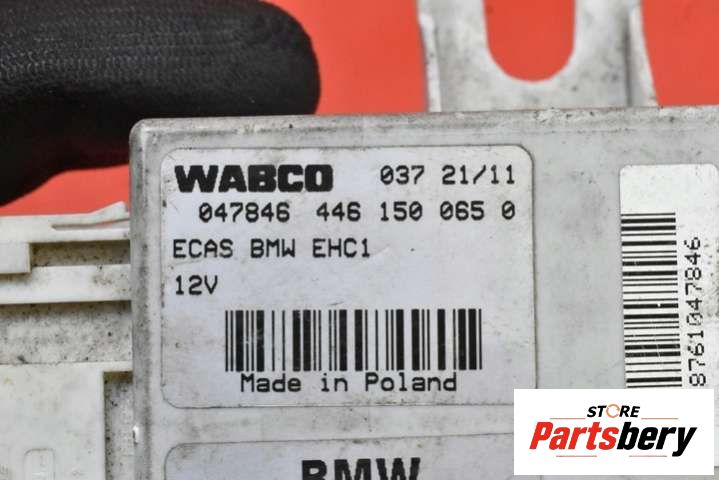 WABCO 037 21/11
047846 446 150 065 0
ECAS BMW EHC1
12V
Made in Poland
BMW
8761047846
STORE
Partsbery